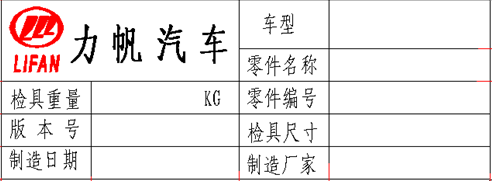 LIFAN
力帆汽车
车型
零件名称
检具重量 KG
零件编号
版本号
检具尺寸
制造日期
制造厂家